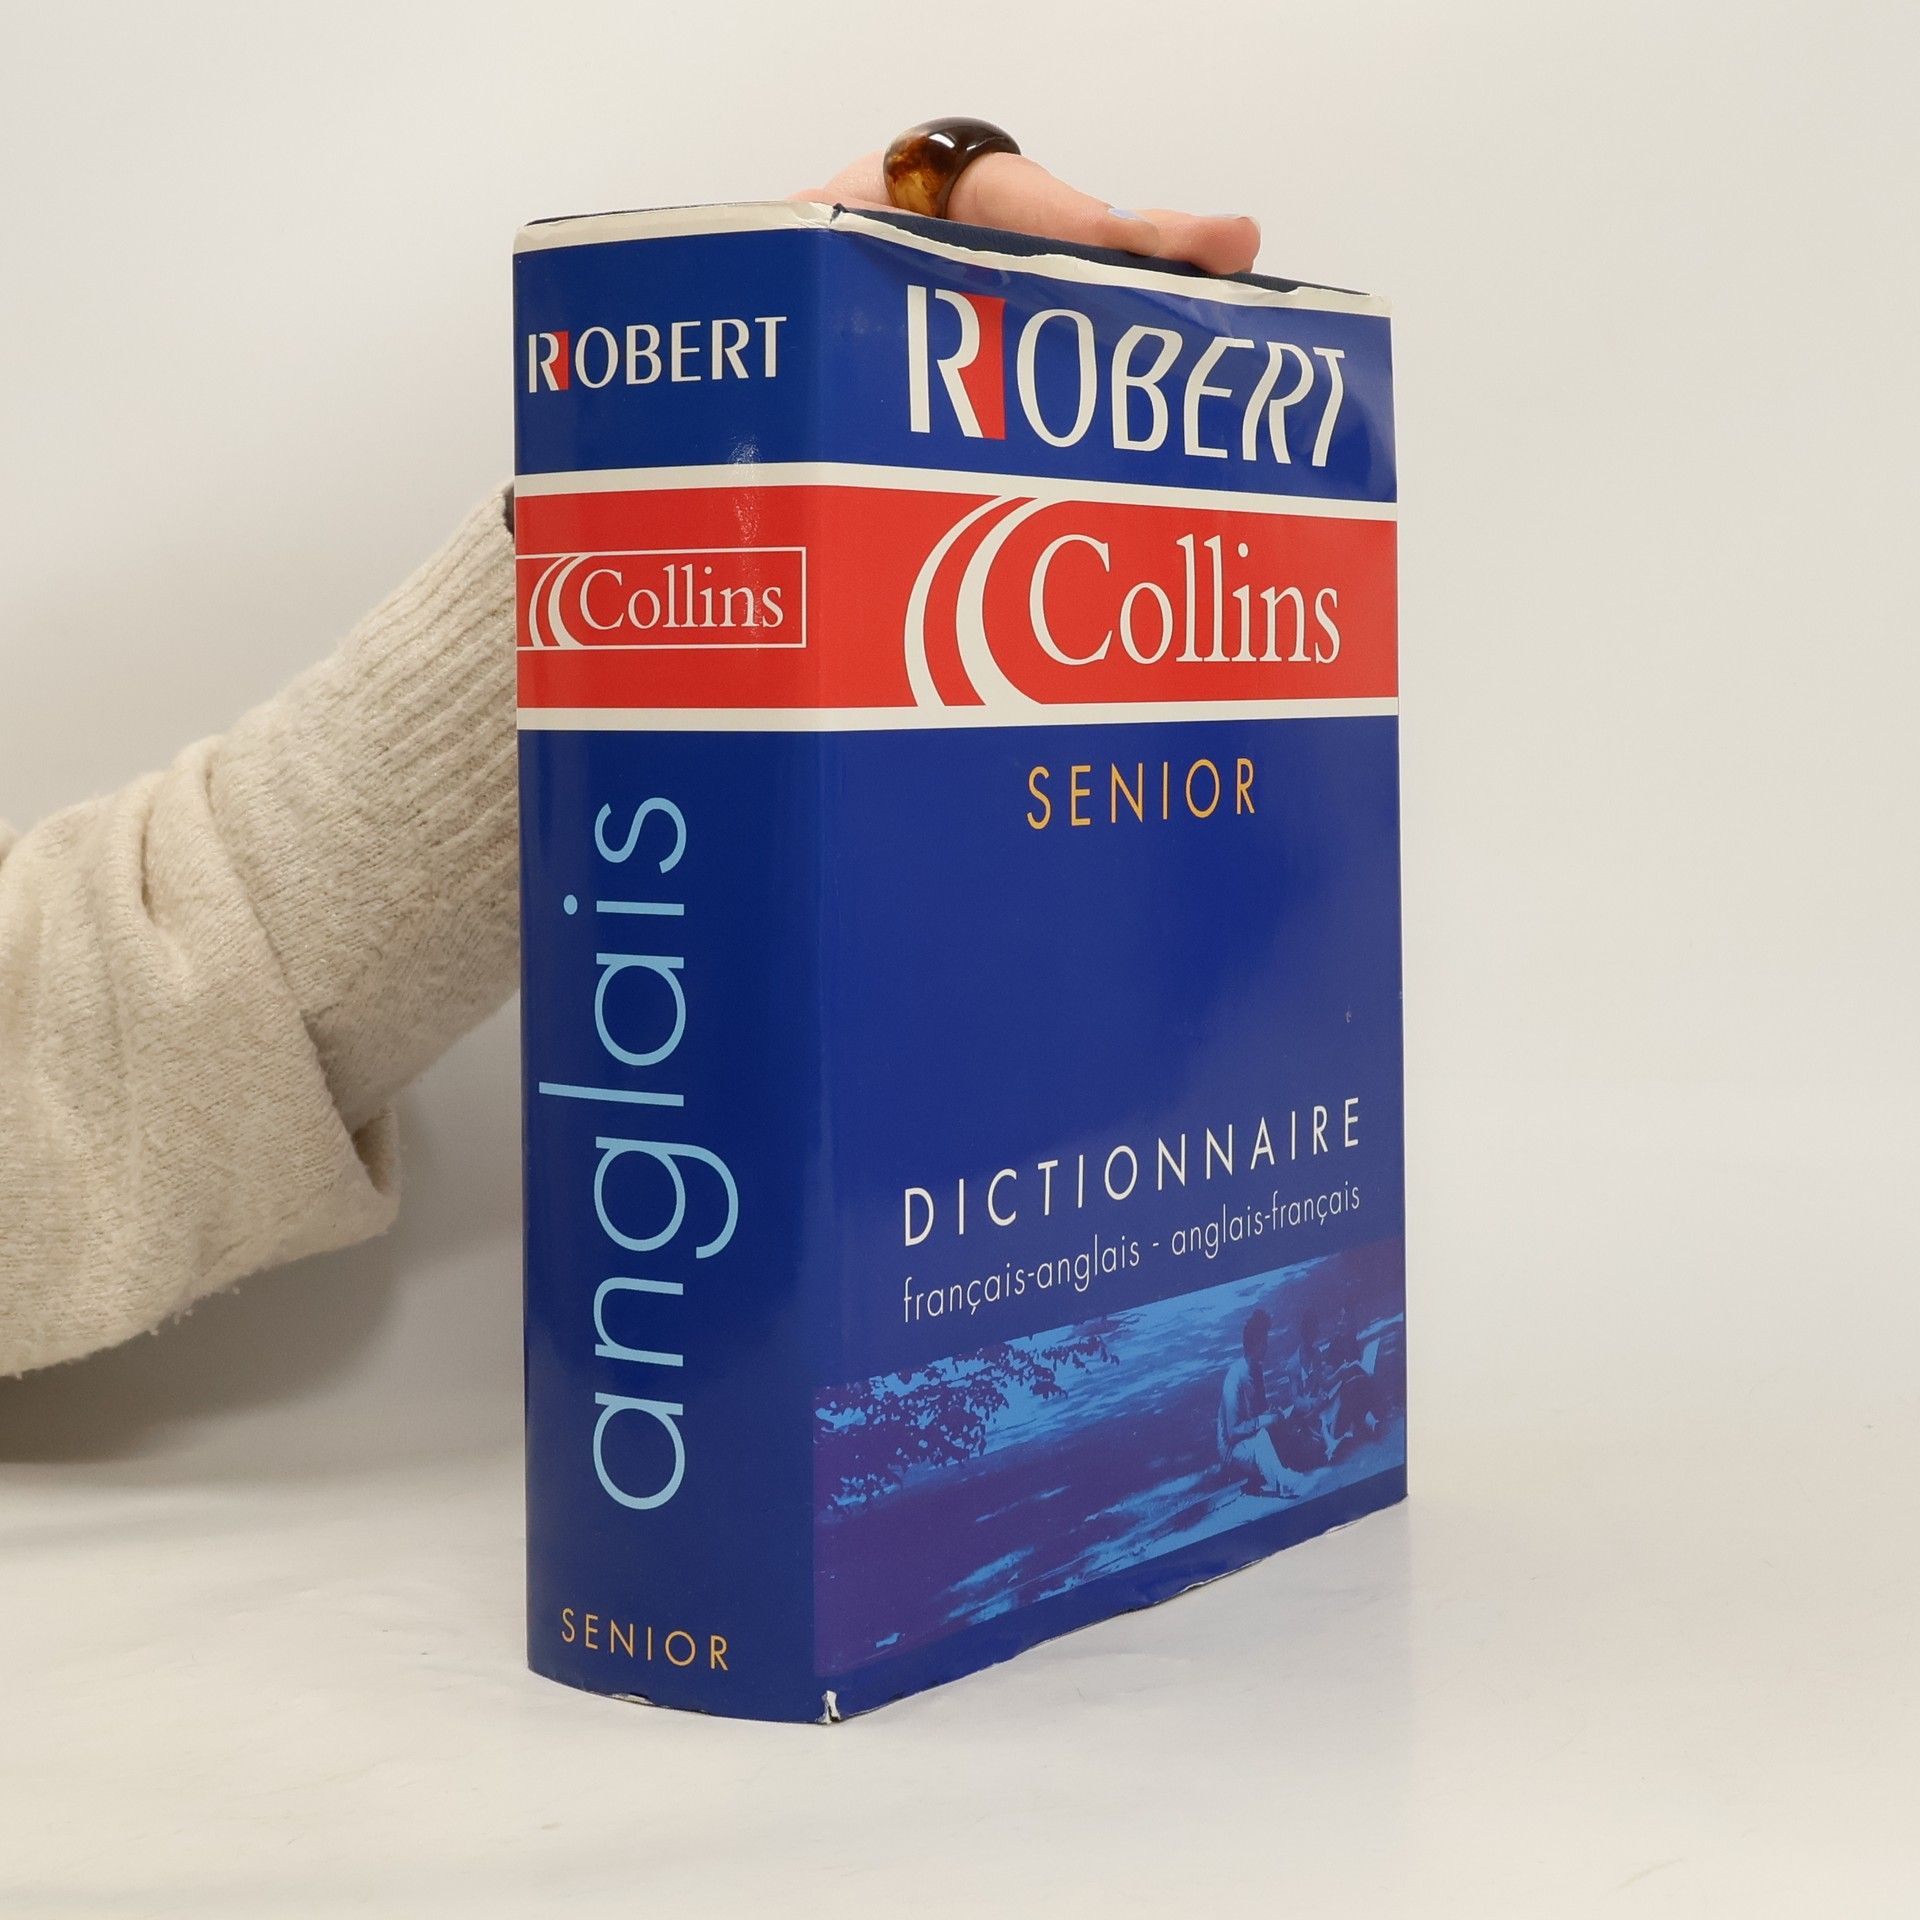 ROBERT
Collins
anglais
SENIOR
ROBERT
Collins
SENIOR
DICTIONNAIRE
français-anglais - anglais-français